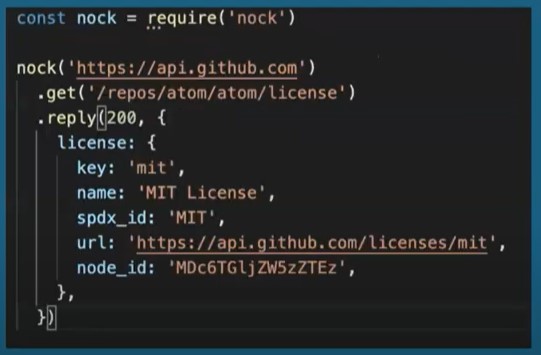 const nock = require('nock')
nock('https://api.github.com')
.get('/repos/atom/atom/license')
.reply(200, {
license: {
key: 'mit',
name: 'MIT License',
spdx_id: 'MIT',
url: 'https://api.github.com/licenses/mit',
node_id: 'MDc6TGljZW5zZTEz',
},
})